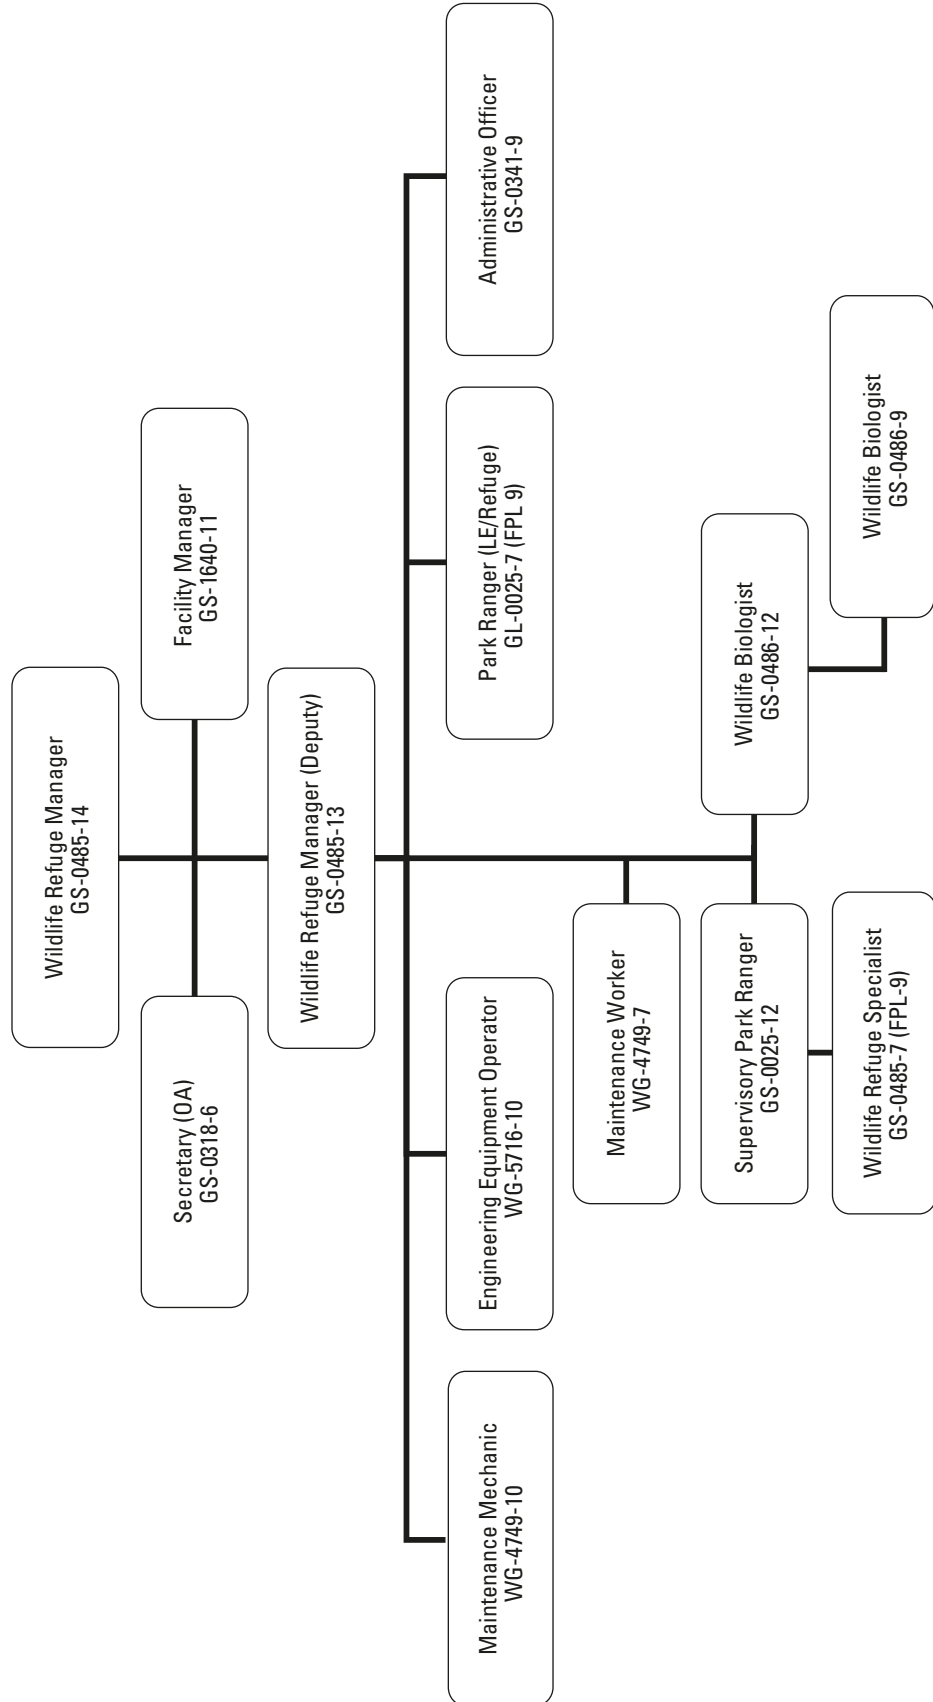 Wildlife Refuge Manager
GS-0485-14
Secretary (OA)
GS-0318-6
Facility Manager
GS-1640-11
Wildlife Refuge Manager (Deputy)
GS-0485-13
Maintenance Mechanic
WG-4749-10
Engineering Equipment Operator
WG-5716-10
Park Ranger (LE/Refuge)
GL-0025-7 (FPL 9)
Administrative Officer
GS-0341-9
Maintenance Worker
WG-4749-7
Supervisory Park Ranger
GS-0025-12
Wildlife Biologist
GS-0486-12
Wildlife Refuge Specialist
GS-0485-7 (FPL-9)
Wildlife Biologist
GS-0486-9